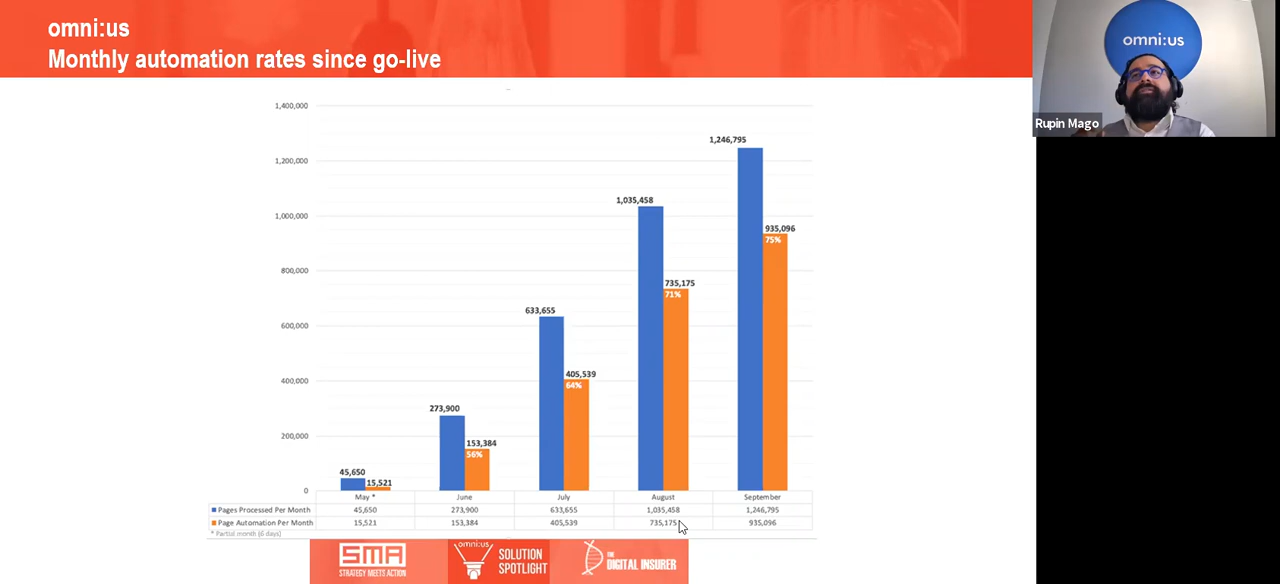 omni:us
Monthly automation rates since go-live
omni:us
Rupin Mago
1,400,000
1,200,000
1,000,000
800,000
600,000
400,000
200,000
0
45,650
15,521
273,900
153,384
56%
633,655
405,539
64%
1,035,458
735,175
71%
1,246,795
935,096
75%
May * June July August September
Pages Processed Per Month 45,650 273,900 633,655 1,035,458 1,246,795
Page Automation Per Month 15,521 153,384 405,539 735,175 935,096
* Partial month (6 days)
SMA
STRATEGY MEETS ACTION
omni:us
SOLUTION
SPOTLIGHT
THE
DIGITAL INSURER